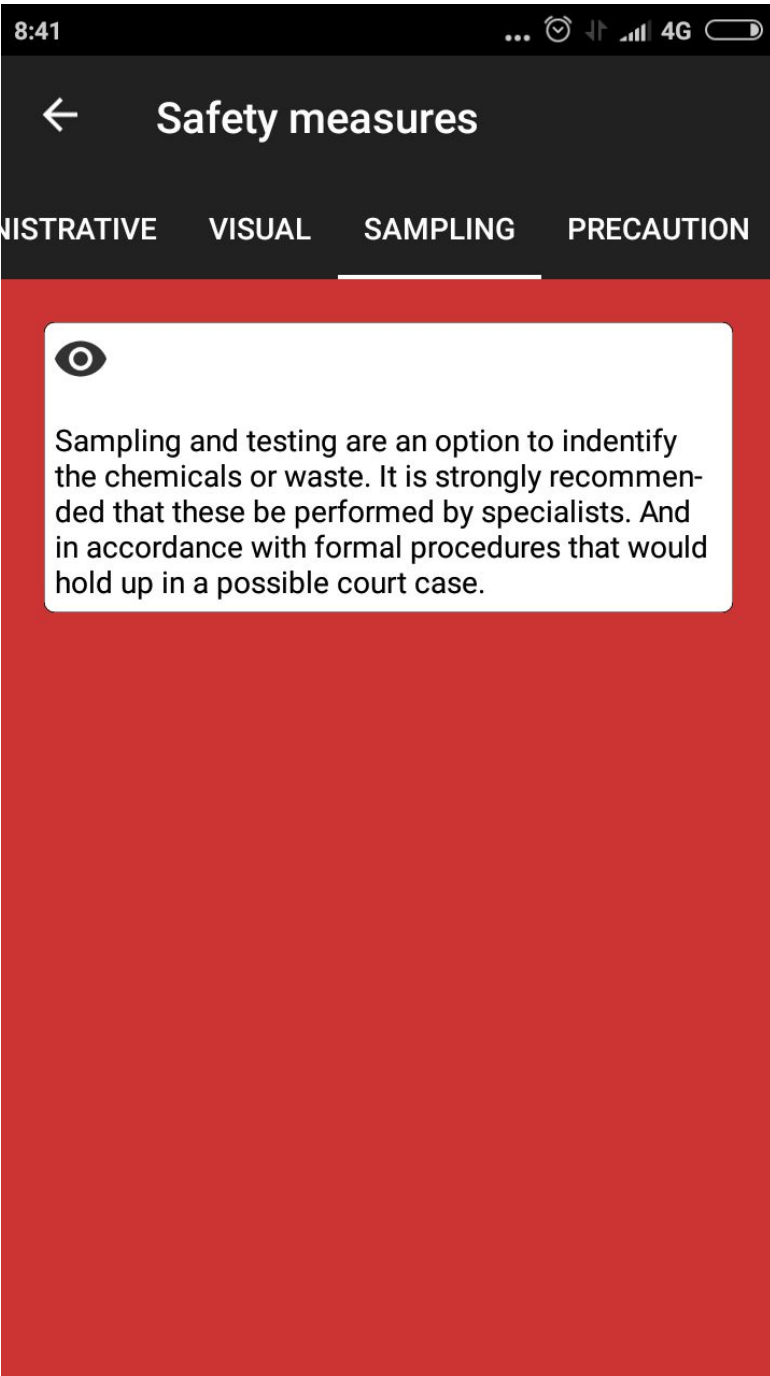 8:41 ... 4G
Safety measures
NISTRATIVE VISUAL SAMPLING PRECAUTION
Sampling and testing are an option to indentify
the chemicals or waste. It is strongly recommen-
ded that these be performed by specialists. And
in accordance with formal procedures that would
hold up in a possible court case.